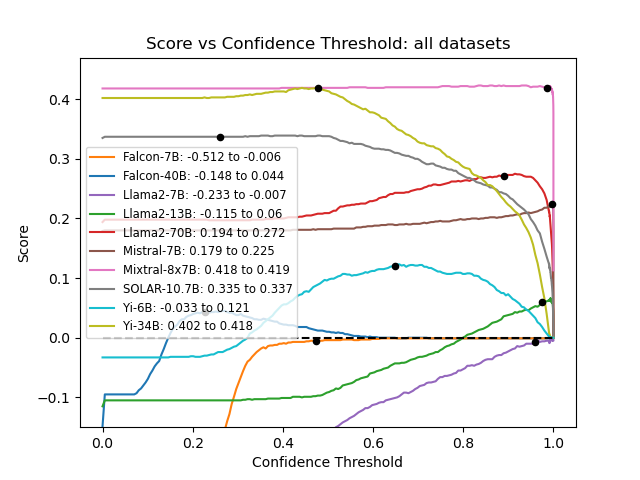 Score vs Confidence Threshold: all datasets
Score
0.4
0.3
0.2
0.1
0.0
−0.1
Falcon-7B: -0.512 to -0.006
Falcon-40B: -0.148 to 0.044
Llama2-7B: -0.233 to -0.007
Llama2-13B: -0.115 to 0.06
Llama2-70B: 0.194 to 0.272
Mistral-7B: 0.179 to 0.225
Mixtral-8x7B: 0.418 to 0.419
SOLAR-10.7B: 0.335 to 0.337
Yi-6B: -0.033 to 0.121
Yi-34B: 0.402 to 0.418
0.0 0.2 0.4 0.6 0.8 1.0
Confidence Threshold